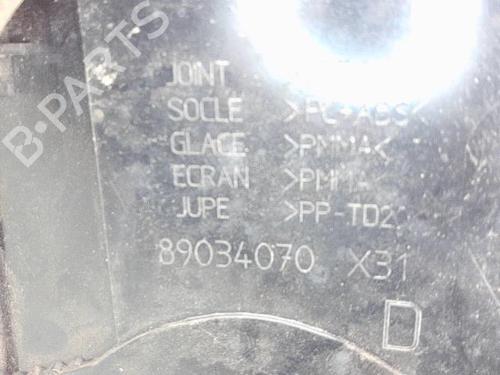 B-PARTS
JOINT
SOCLE >PC+ABS<
GLACE >PMMA<
ECRAN >PMMA
JUPE >PP-TD2
89034070 X31
D